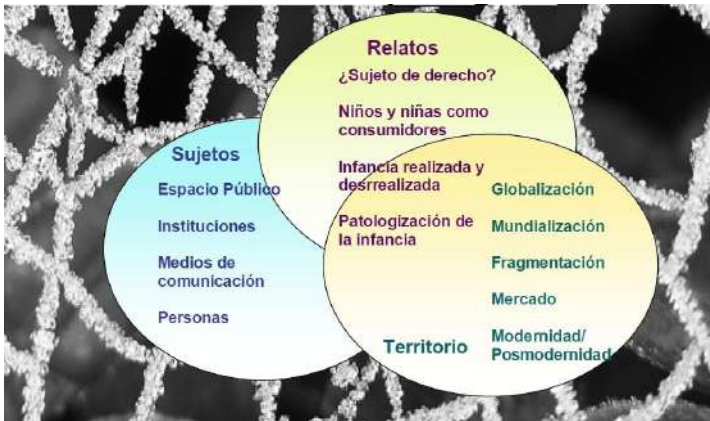 Relatos
¿Sujeto de derecho?
Niños y niñas como
consumidores
Infancia realizada y
desrrealizada
Patologización de
la infancia
Sujetos
Espacio Público
Instituciones
Medios de
comunicación
Personas
Globalización
Mundialización
Fragmentación
Mercado
Modernidad/
Posmodernidad
Territorio